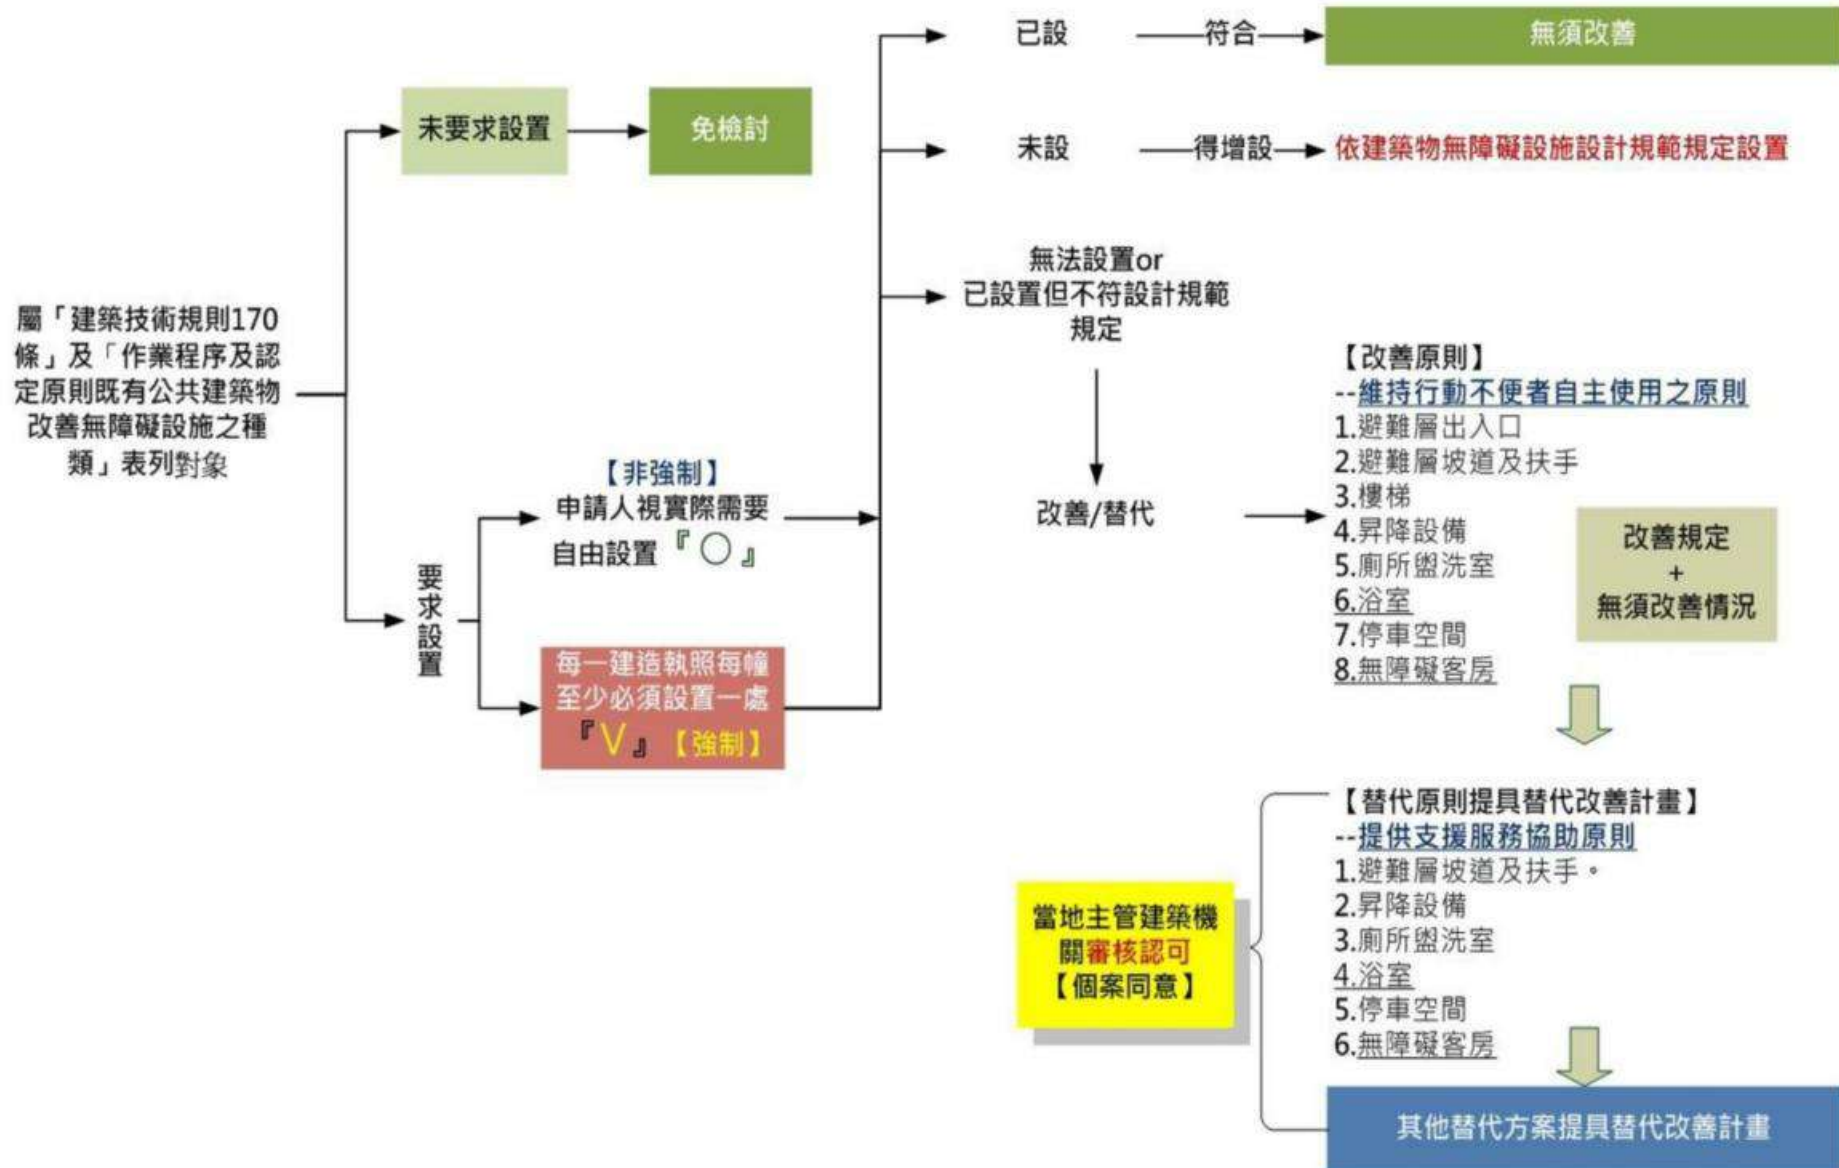 屬「建築技術規則170
條」及「作業程序及認
定原則既有公共建築物
改善無障礙設施之種
類」表列對象
未要求設置
免檢討
要求設置
【非強制】
申請人視實際需要
自由設置『○』
每一建造執照每幢
至少必須設置一處
『V』【強制】
已設
符合
無須改善
未設
得增設
依建築物無障礙設施設計規範規定設置
無法設置or
已設置但不符設計規範
規定
改善/替代
【改善原則】
--維持行動不便者自主使用之原則
1.避難層出入口
2.避難層坡道及扶手
3.樓梯
4.昇降設備
5.廁所盥洗室
6.浴室
7.停車空間
8.無障礙客房
改善規定
+
無須改善情況
【替代原則提具替代改善計畫】
--提供支援服務協助原則
1.避難層坡道及扶手。
2.昇降設備
3.廁所盥洗室
4.浴室
5.停車空間
6.無障礙客房
當地主管建築機
關審核認可
【個案同意】
其他替代方案提具替代改善計畫